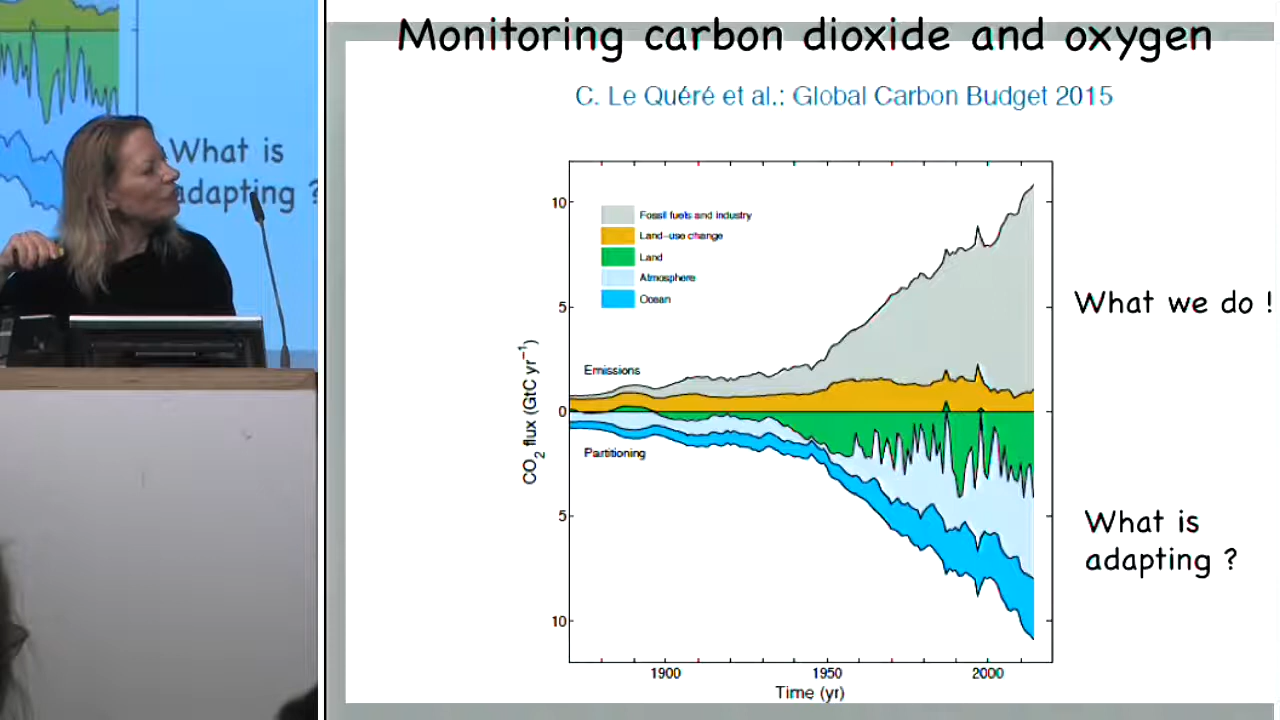 Monitoring carbon dioxide and oxygen
C. Le Quéré et al.: Global Carbon Budget 2015
What is
adapting ?
10
Fossil fuels and industry
Land-use change
Land
Atmosphere
Ocean
What we do !
5
Emissions
0
Partitioning
CO2 flux (GtC yr−1)
5
What is
adapting ?
10
1900 1950 2000
Time (yr)